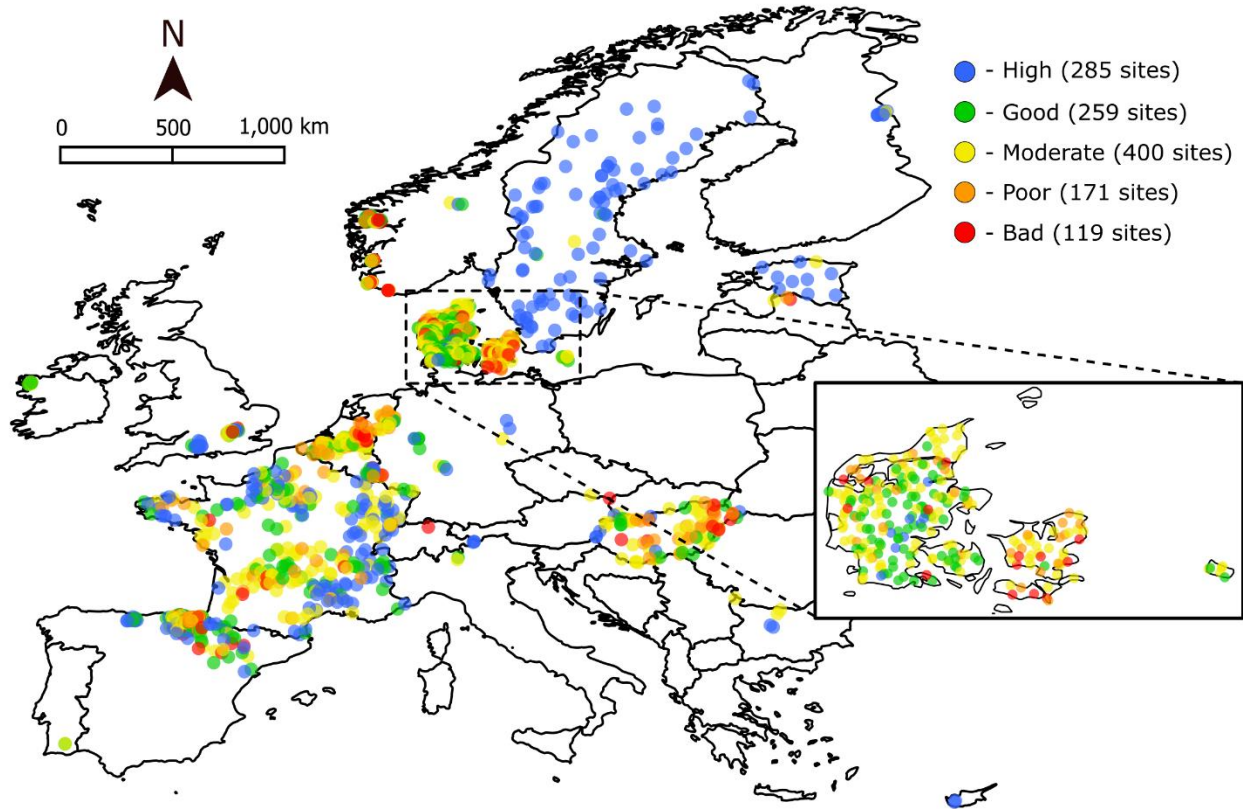 N
0 500 1,000 km
- High (285 sites)
- Good (259 sites)
- Moderate (400 sites)
- Poor (171 sites)
- Bad (119 sites)